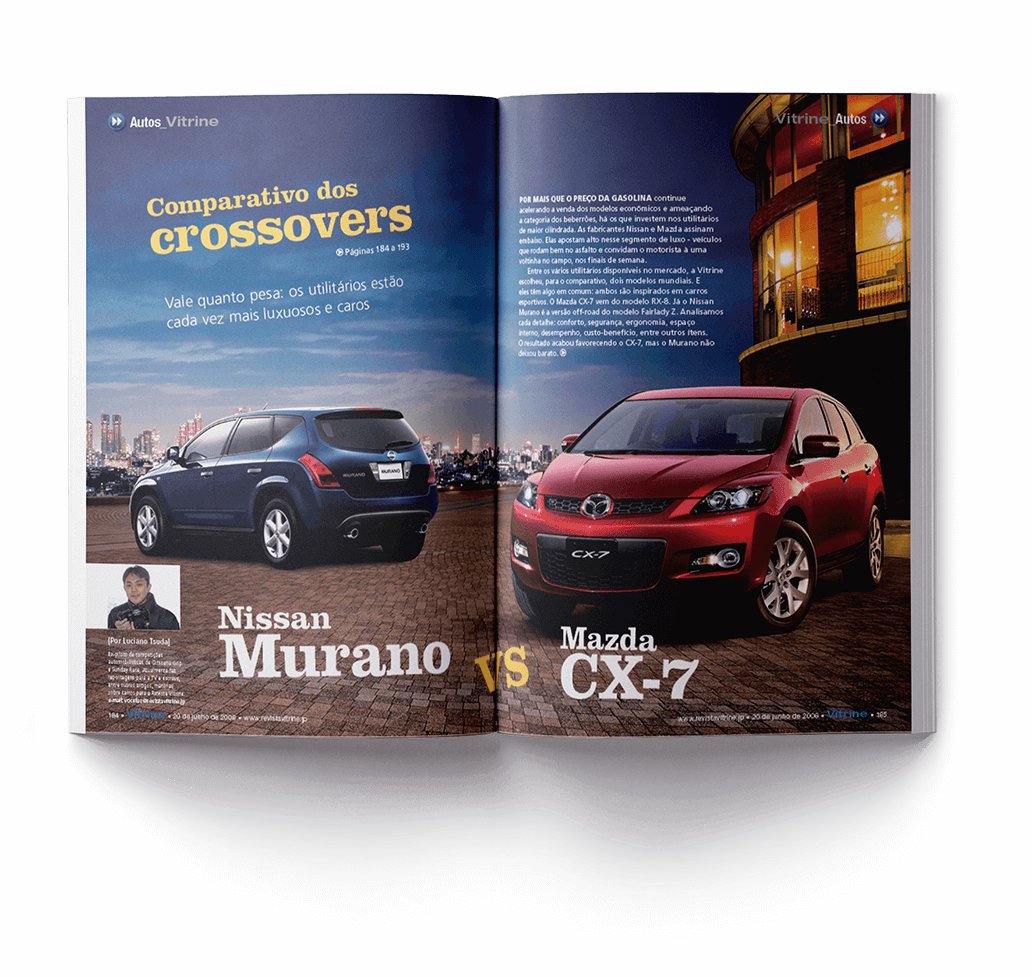 Autos_Vitrine
Comparativo dos
crossovers
Páginas 184 a 193
Vale quanto pesa: os utilitários estão
cada vez mais luxuosos e caros
MURANO
MURANO
[Por Luciano Tsuda]
184 • Vitrine • 20 de junho de 2008 • www.revistavitrine.jp
Nissan
Murano
vs
Vitrine_Autos
POR MAIS QUE O PREÇO DA GASOLINA continue
acelerando a venda dos modelos econômicos e ameaçando
a categoria dos beberrões, há os que investem nos utilitários
de maior cilindrada. As fabricantes Nissan e Mazda assinam
embaixo. Elas apostam alto nesse segmento de luxo - veículos
que rodam bem no asfalto e convidam o motorista à uma
voltinha no campo, nos finais de semana.
Entre os vários utilitários disponíveis no mercado, a Vitrine
escolheu, para o comparativo, dois modelos mundiais. E
eles têm algo em comum: ambos são inspirados em carros
esportivos. O Mazda CX-7 vem do modelo RX-8. Já o Nissan
Murano é a versão off-road do modelo Fairlady Z. Analisamos
cada detalhe: conforto, segurança, ergonomia, espaço
interno, desempenho, custo-benefício, entre outros itens.
O resultado acabou favorecendo o CX-7, mas o Murano não
deixou barato.
CX-7
Mazda
CX-7
www.revistavitrine.jp • 20 de junho de 2008 • Vitrine • 185